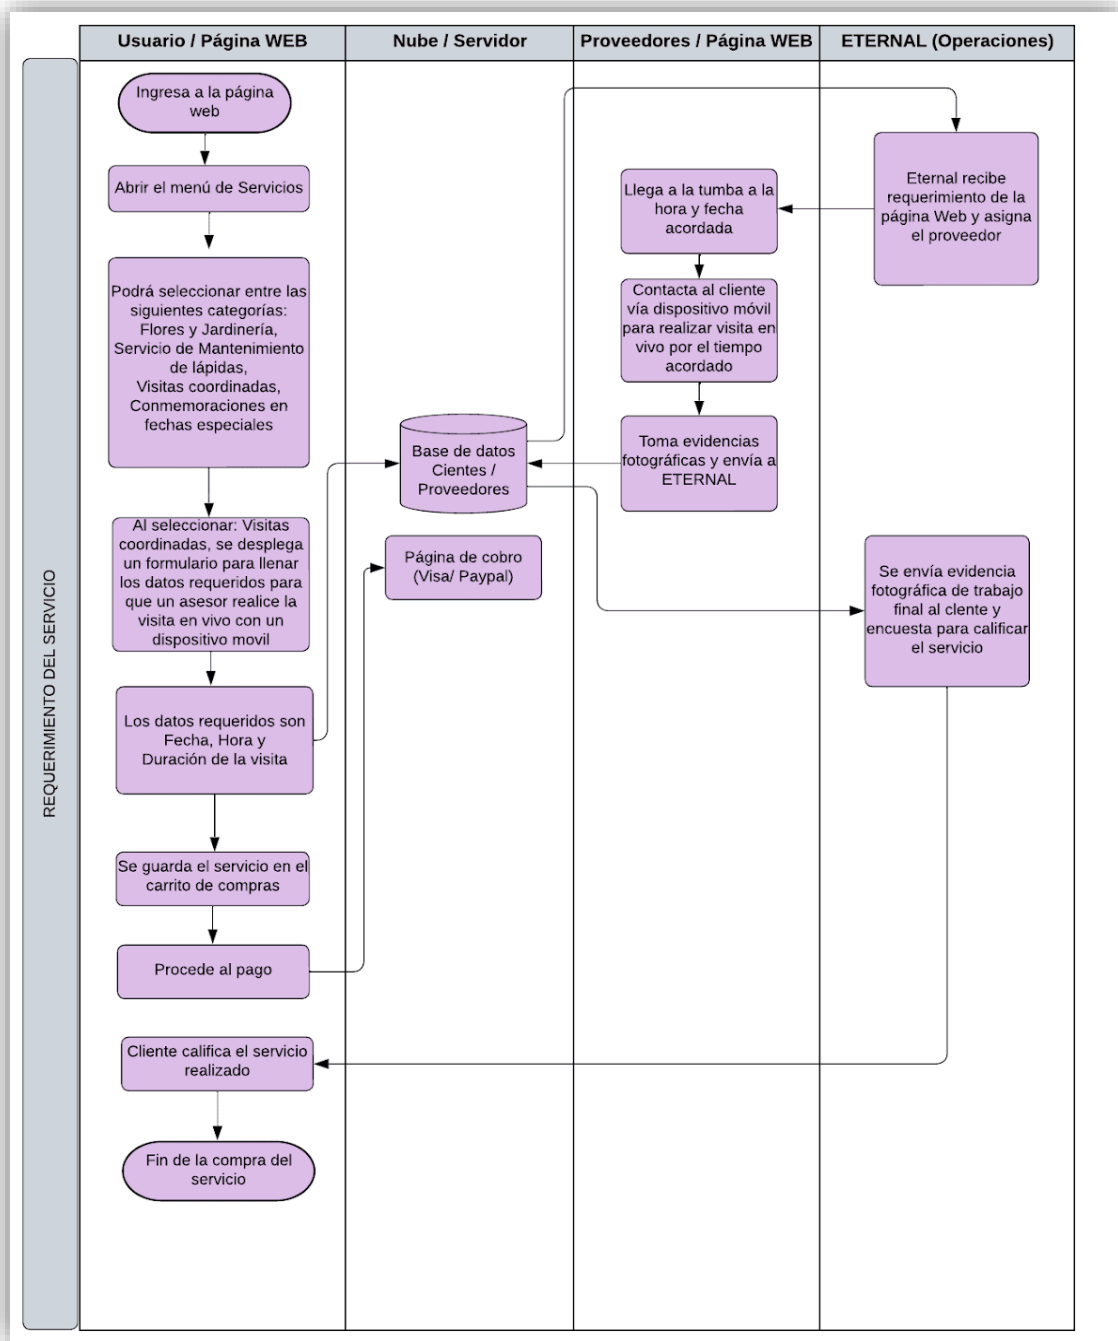 Usuario / Página WEB
Nube / Servidor
Proveedores / Página WEB
ETERNAL (Operaciones)
REQUERIMIENTO DEL SERVICIO
Ingresa a la página
web
Abrir el menú de Servicios
Podrá seleccionar entre las
siguientes categorías:
Flores y Jardinería,
Servicio de Mantenimiento
de lápidas,
Visitas coordinadas,
Conmemoraciones en
fechas especiales
Al seleccionar: Visitas
coordinadas, se desplega
un formulario para llenar
los datos requeridos para
que un asesor realice la
visita en vivo con un
dispositivo movil
Los datos requeridos son
Fecha, Hora y
Duración de la visita
Se guarda el servicio en el
carrito de compras
Procede al pago
Cliente califica el servicio
realizado
Fin de la compra del
servicio
Base de datos
Cientes /
Proveedores
Página de cobro
(Visa/ Paypal)
Llega a la tumba a la
hora y fecha
acordada
Contacta al cliente
vía dispositivo móvil
para realizar visita en
vivo por el tiempo
acordado
Toma evidencias
fotográficas y envía a
ETERNAL
Eternal recibe
requerimiento de la
página Web y asigna
el proveedor
Se envía evidencia
fotográfica de trabajo
final al clente y
encuesta para calificar
el servicio